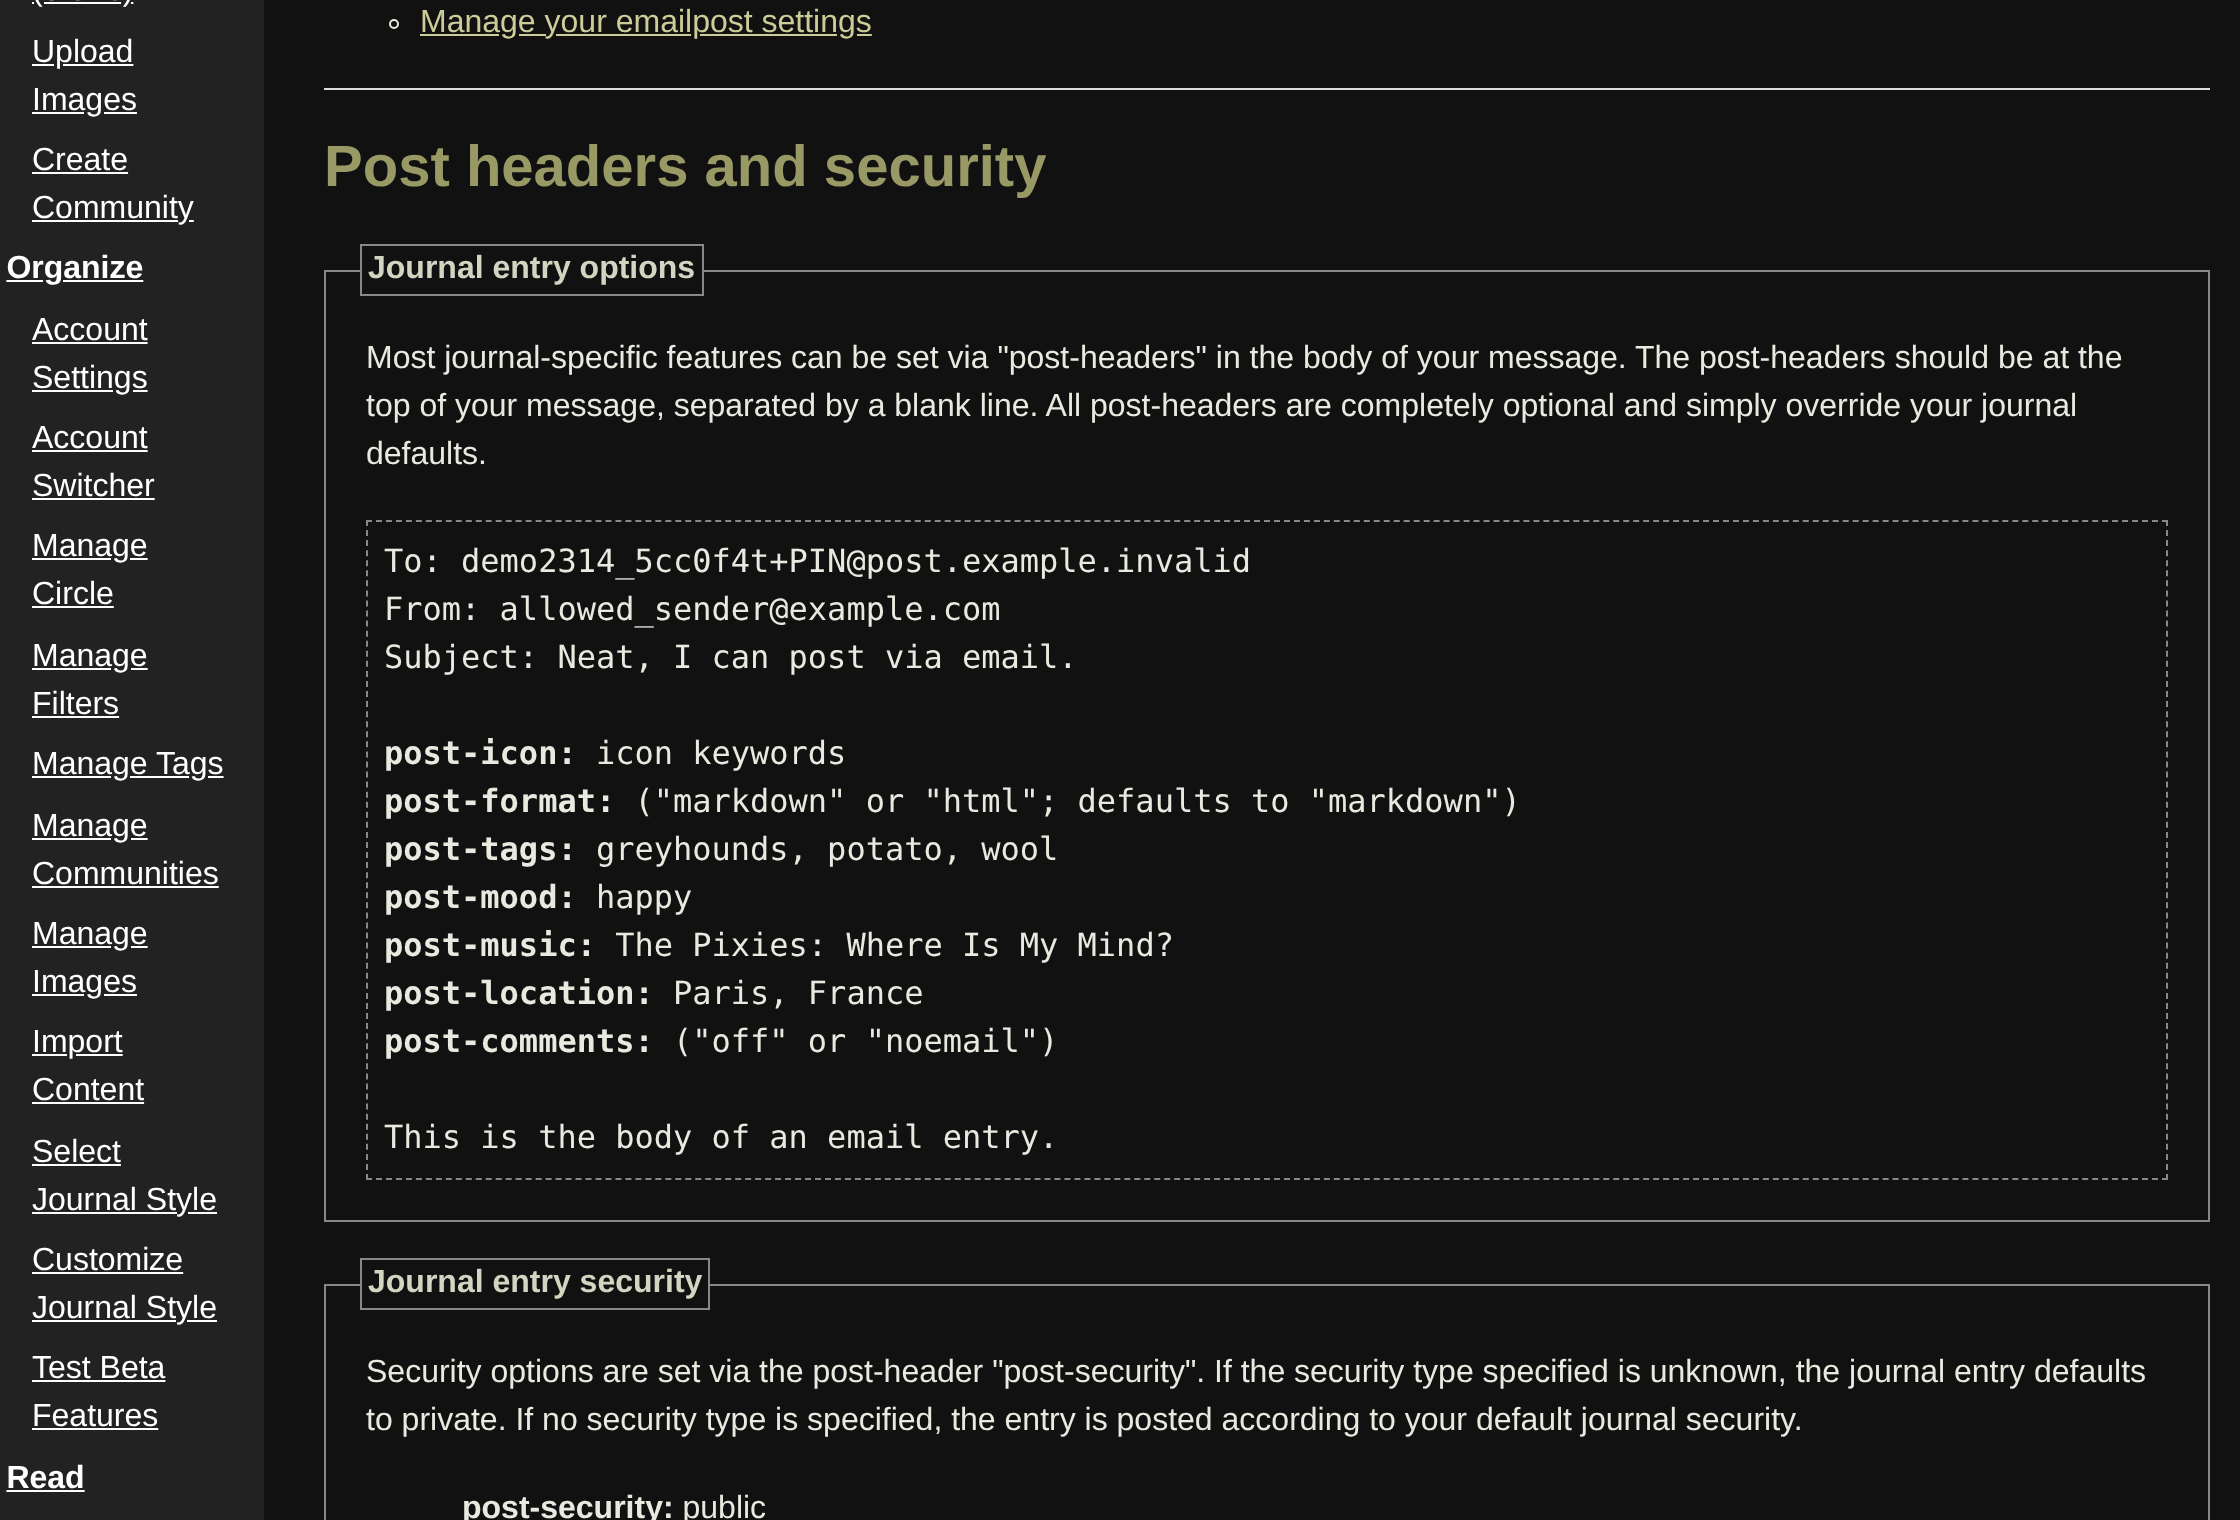 Upload
Images
Create
Community
Organize
Account
Settings
Account
Switcher
Manage
Circle
Manage
Filters
Manage Tags
Manage
Communities
Manage
Images
Import
Content
Select
Journal Style
Customize
Journal Style
Test Beta
Features
Read
Manage your emailpost settings
Post headers and security
Journal entry options
Most journal-specific features can be set via "post-headers" in the body of your message. The post-headers should be at the
top of your message, separated by a blank line. All post-headers are completely optional and simply override your journal
defaults.
To: demo2314_5cc0f4t+PIN@post.example.invalid
From: allowed_sender@example.com
Subject: Neat, I can post via email.
post-icon: icon keywords
post-format: ("markdown" or "html"; defaults to "markdown")
post-tags: greyhounds, potato, wool
post-mood: happy
post-music: The Pixies: Where Is My Mind?
post-location: Paris, France
post-comments: ("off" or "noemail")
This is the body of an email entry.
Journal entry security
Security options are set via the post-header "post-security". If the security type specified is unknown, the journal entry defaults
to private. If no security type is specified, the entry is posted according to your default journal security.
post-security: public